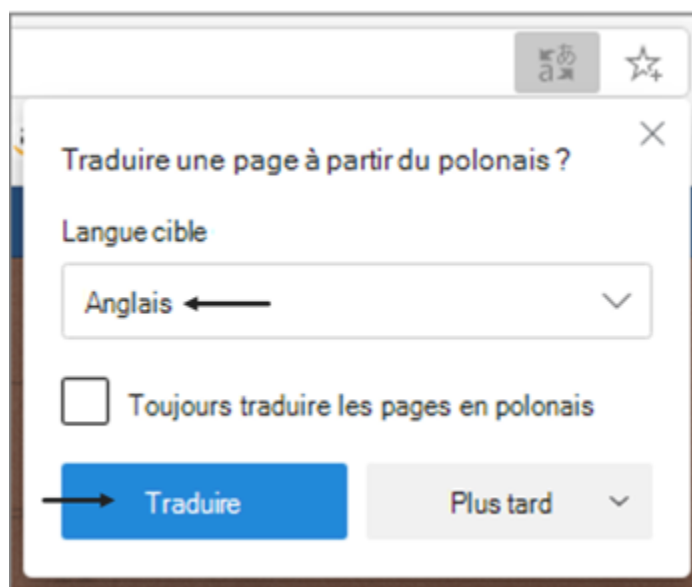 Traduire une page à partir du polonais ?
Langue cible
Anglais
Toujours traduire les pages en polonais
Traduire
Plus tard